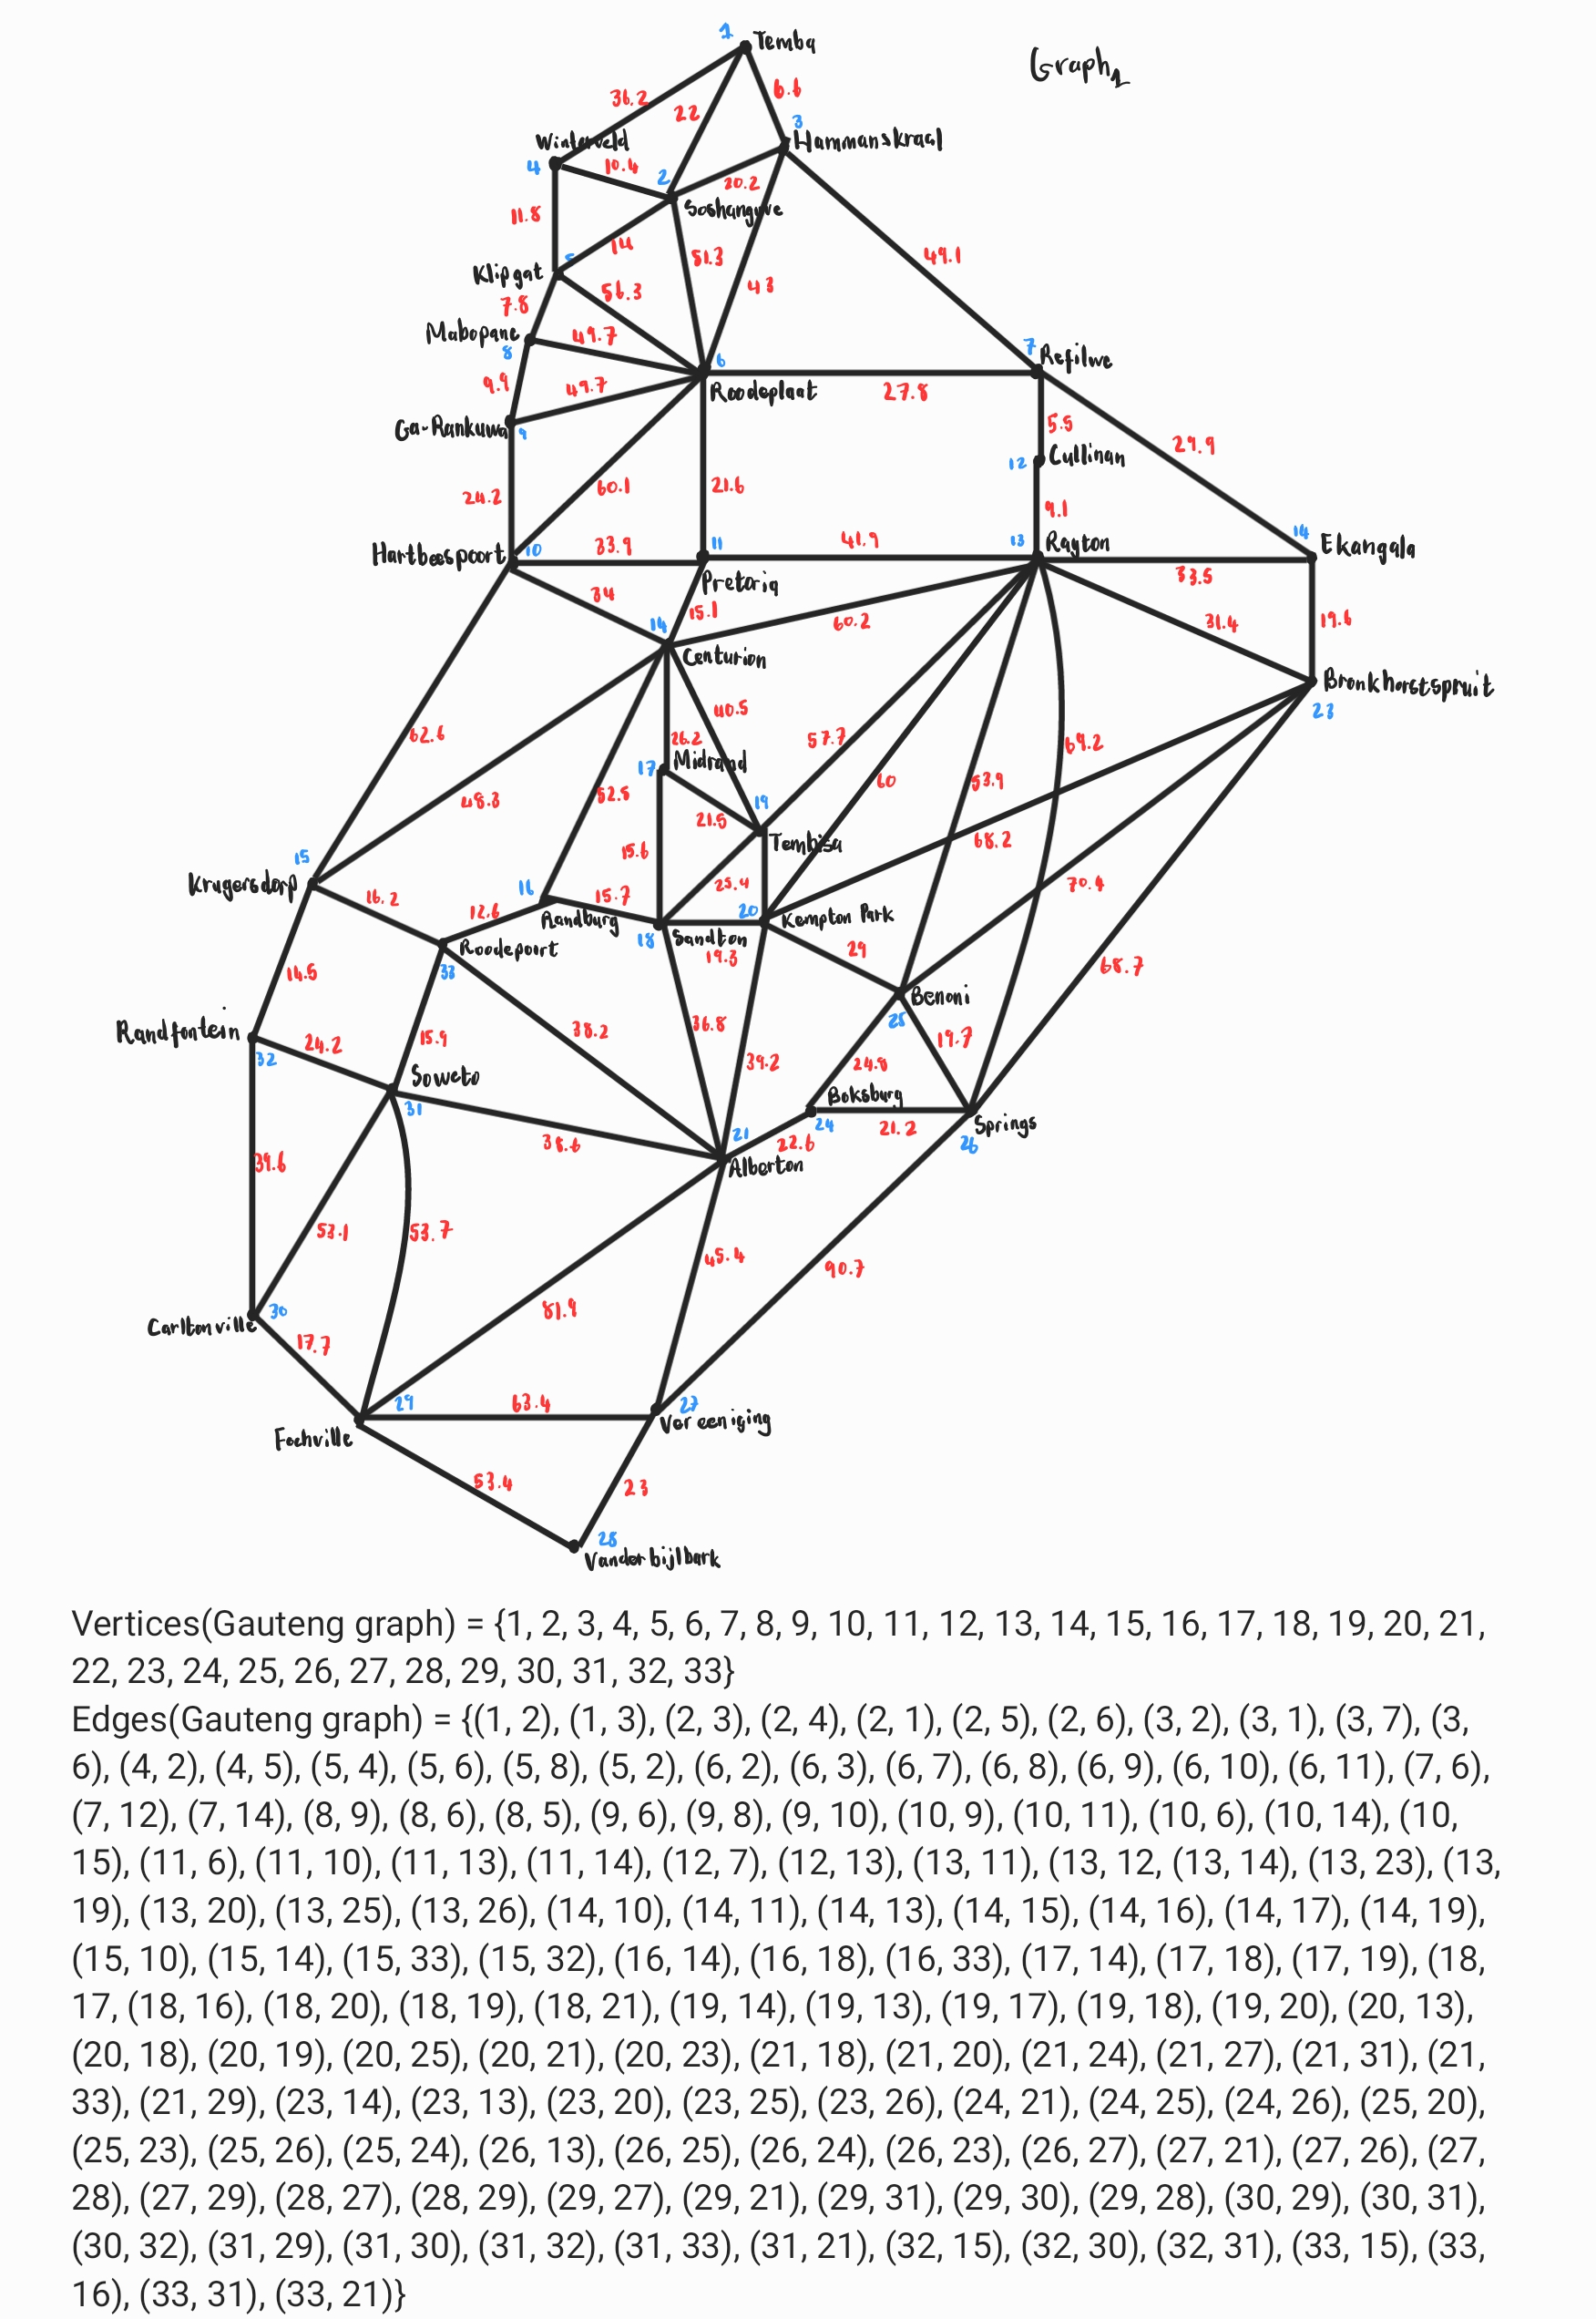 1 Temba
Graph1
36.2 22 6.6
3
Winterveld Hammanskraal
4 10.4 2 20.2
Soshanguve
11.8
14 51.3 49.1
5
Klipgat 56.3 43
7.8
Mabopane 49.7
8 6 7 Refilwe
9.9 49.7 Roodeplaat 27.8
Ga-Rankuwa 9 5.5
12 Cullinan 29.9
24.2 60.1 21.6
9.1
Hartbeespoort 10 33.9 11 41.9 13 Rayton 14 Ekangala
Pretoria 33.5
34 15.1
14 60.2 31.4 19.6
Centurion
Bronkhorstspruit
23
40.5
62.6 26.2 57.7 69.2
17 Midrand
48.3 52.5 60 53.9
19
21.5
15.6 Tembisa 68.2
15
Krugersdorp 16 25.4 70.4
16.2 12.6 15.7 20
Randburg Kempton Park
Roodepoort 18 Sandton
33 19.3 29
14.5 68.7
Benoni
25
Randfontein 24.2 15.9 38.2 36.8
32 39.2 19.7
Soweto 24.8
31 Boksburg
21 24 21.2 Springs
38.6 22.6 26
39.6 Alberton
53.1 53.7
45.4 90.7
81.9
30
Carltonville
17.7
29 63.4 27
Vereeniging
Fochville
53.4 23
28
Vanderbijlbark
Vertices(Gauteng graph) = {1, 2, 3, 4, 5, 6, 7, 8, 9, 10, 11, 12, 13, 14, 15, 16, 17, 18, 19, 20, 21,
22, 23, 24, 25, 26, 27, 28, 29, 30, 31, 32, 33}
Edges(Gauteng graph) = {(1, 2), (1, 3), (2, 3), (2, 4), (2, 1), (2, 5), (2, 6), (3, 2), (3, 1), (3, 7), (3,
6), (4, 2), (4, 5), (5, 4), (5, 6), (5, 8), (5, 2), (6, 2), (6, 3), (6, 7), (6, 8), (6, 9), (6, 10), (6, 11), (7, 6),
(7, 12), (7, 14), (8, 9), (8, 6), (8, 5), (9, 6), (9, 8), (9, 10), (10, 9), (10, 11), (10, 6), (10, 14), (10,
15), (11, 6), (11, 10), (11, 13), (11, 14), (12, 7), (12, 13), (13, 11), (13, 12, (13, 14), (13, 23), (13,
19), (13, 20), (13, 25), (13, 26), (14, 10), (14, 11), (14, 13), (14, 15), (14, 16), (14, 17), (14, 19),
(15, 10), (15, 14), (15, 33), (15, 32), (16, 14), (16, 18), (16, 33), (17, 14), (17, 18), (17, 19), (18,
17, (18, 16), (18, 20), (18, 19), (18, 21), (19, 14), (19, 13), (19, 17), (19, 18), (19, 20), (20, 13),
(20, 18), (20, 19), (20, 25), (20, 21), (20, 23), (21, 18), (21, 20), (21, 24), (21, 27), (21, 31), (21,
33), (21, 29), (23, 14), (23, 13), (23, 20), (23, 25), (23, 26), (24, 21), (24, 25), (24, 26), (25, 20),
(25, 23), (25, 26), (25, 24), (26, 13), (26, 25), (26, 24), (26, 23), (26, 27), (27, 21), (27, 26), (27,
28), (27, 29), (28, 27), (28, 29), (29, 27), (29, 21), (29, 31), (29, 30), (29, 28), (30, 29), (30, 31),
(30, 32), (31, 29), (31, 30), (31, 32), (31, 33), (31, 21), (32, 15), (32, 30), (32, 31), (33, 15), (33,
16), (33, 31), (33, 21)}